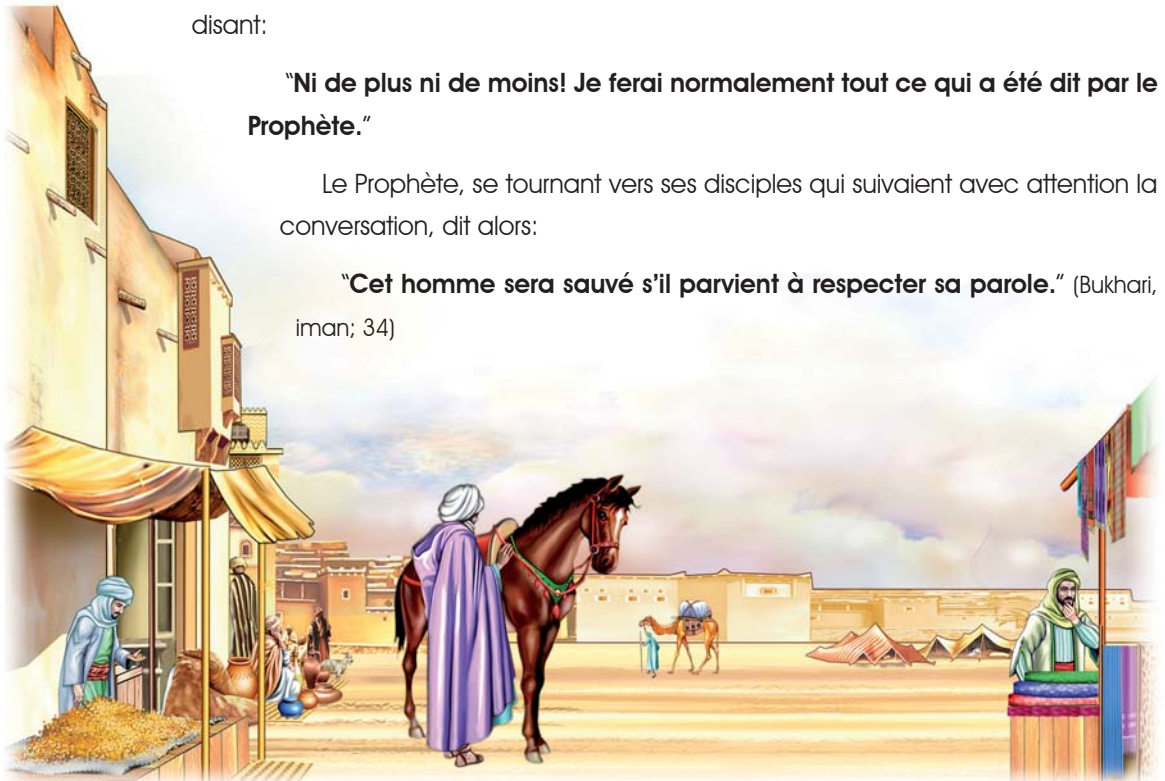 disant:
“Ni de plus ni de moins! Je ferai normalement tout ce qui a été dit par le
Prophète.”
Le Prophète, se tournant vers ses disciples qui suivaient avec attention la
conversation, dit alors:
“Cet homme sera sauvé s’il parvient à respecter sa parole.” (Bukhari,
iman; 34)